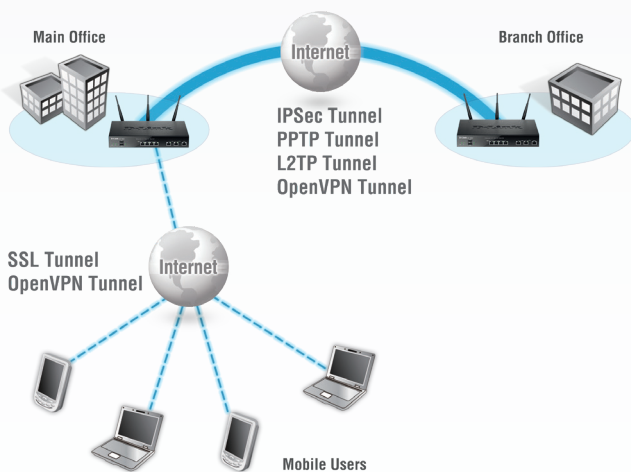 Main Office
Internet
Branch Office
IPSec Tunnel
PPTP Tunnel
L2TP Tunnel
OpenVPN Tunnel
SSL Tunnel
OpenVPN Tunnel
Internet
Mobile Users